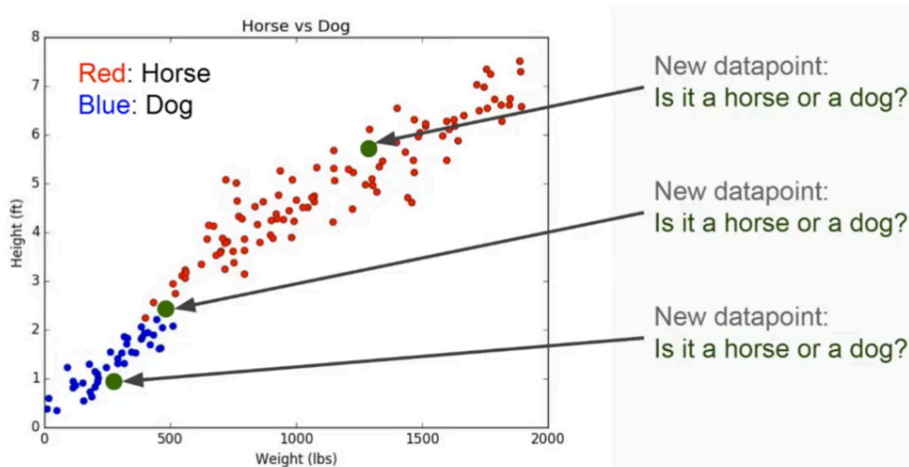 Horse vs Dog
Red: Horse
Blue: Dog
8
7
6
5
4
3
2
1
0
Height (ft)
0
500
1000
1500
2000
Weight (lbs)
New datapoint:
Is it a horse or a dog?
New datapoint:
Is it a horse or a dog?
New datapoint:
Is it a horse or a dog?